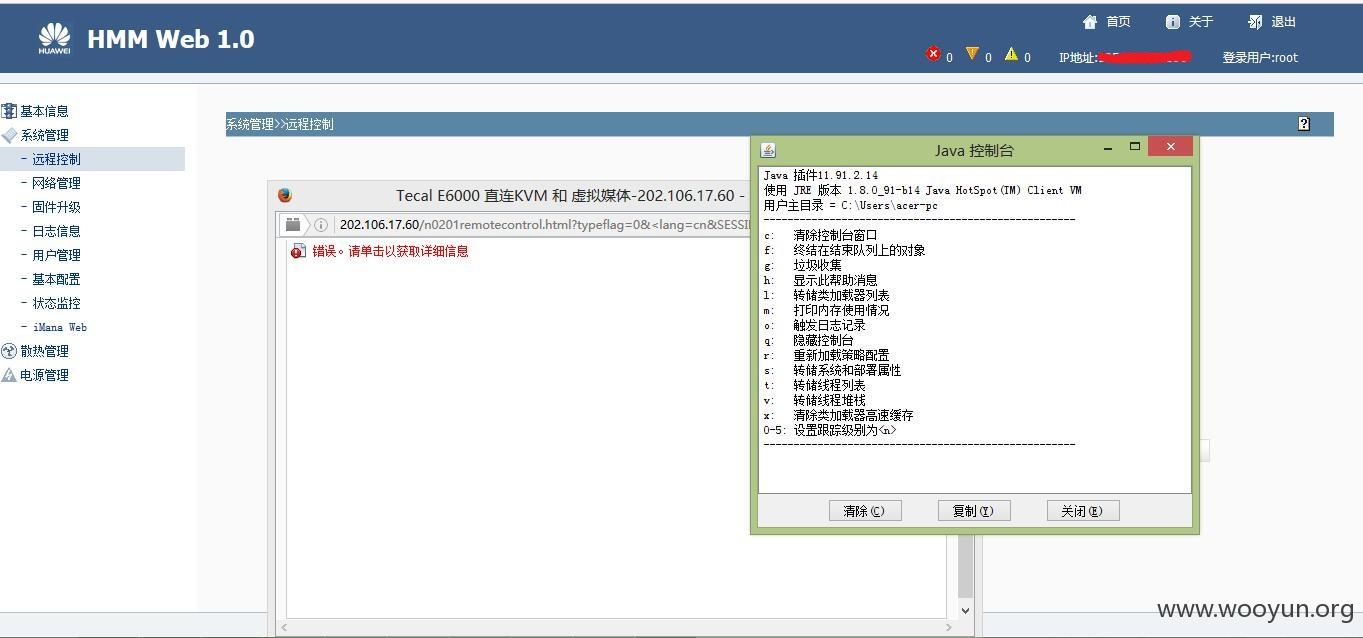 首页 关于 退出
HUAWEI HMM Web 1.0
0 0 0 IP地址: 登录用户:root
基本信息
系统管理
- 远程控制
- 网络管理
- 固件升级
- 日志信息
- 用户管理
- 基本配置
- 状态监控
- iMana Web
散热管理
电源管理
系统管理>>远程控制
Tecal E6000 直连KVM 和 虚拟媒体-202.106.17.60 -
202.106.17.60/n0201remotecontrol.html?typeflag=0&t<lang=cn&SESSI
错误。请单击以获取详细信息
Java 控制台
Java 插件11.91.2.14
使用 JRE 版本 1.8.0_91-b14 Java HotSpot(TM) Client VM
用户主目录 = C:\Users\acer-pc
----------------------------------------------------
c: 清除控制台窗口
f: 终结在结束队列上的对象
g: 垃圾收集
h: 显示此帮助消息
l: 转储类加载器列表
m: 打印内存使用情况
o: 触发日志记录
q: 隐藏控制台
r: 重新加载策略配置
s: 转储系统和部署属性
t: 转储线程列表
v: 转储线程堆栈
x: 清除类加载器高速缓存
0-5: 设置跟踪级别为<n>
----------------------------------------------------
清除(C) 复制(Y) 关闭(E)
www.wooyun.org